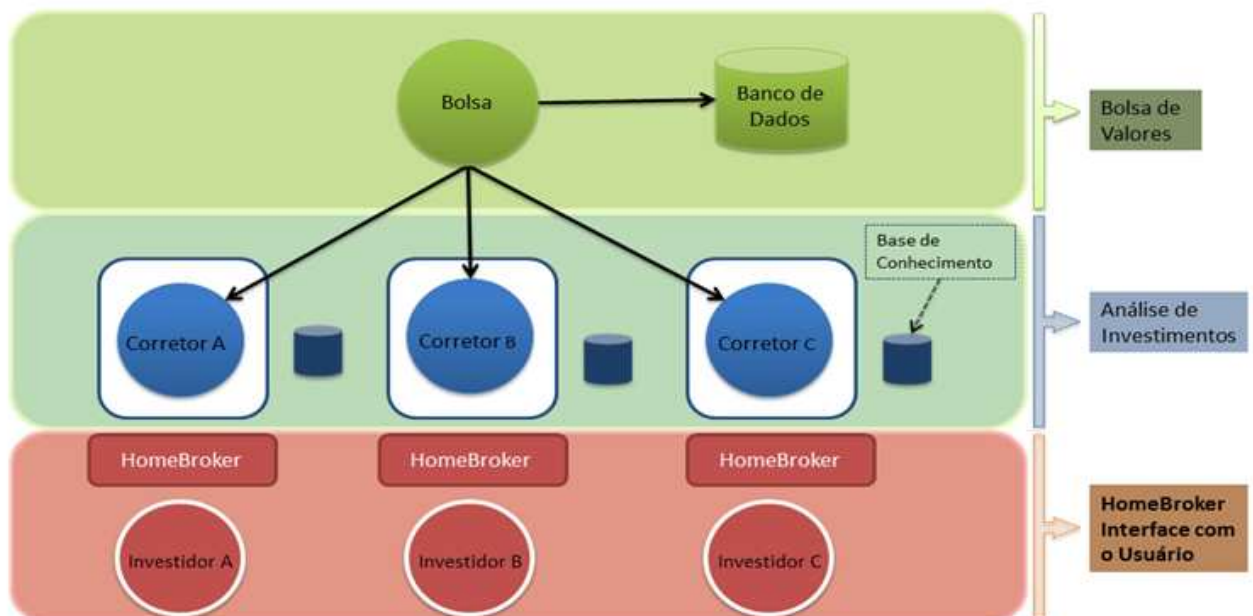 Bolsa
Banco de
Dados
Bolsa de
Valores
Base de
Conhecimento
Corretor A
Corretor B
Corretor C
Análise de
Investimentos
HomeBroker
HomeBroker
HomeBroker
Investidor A
Investidor B
Investidor C
HomeBroker
Interface com
o Usuário